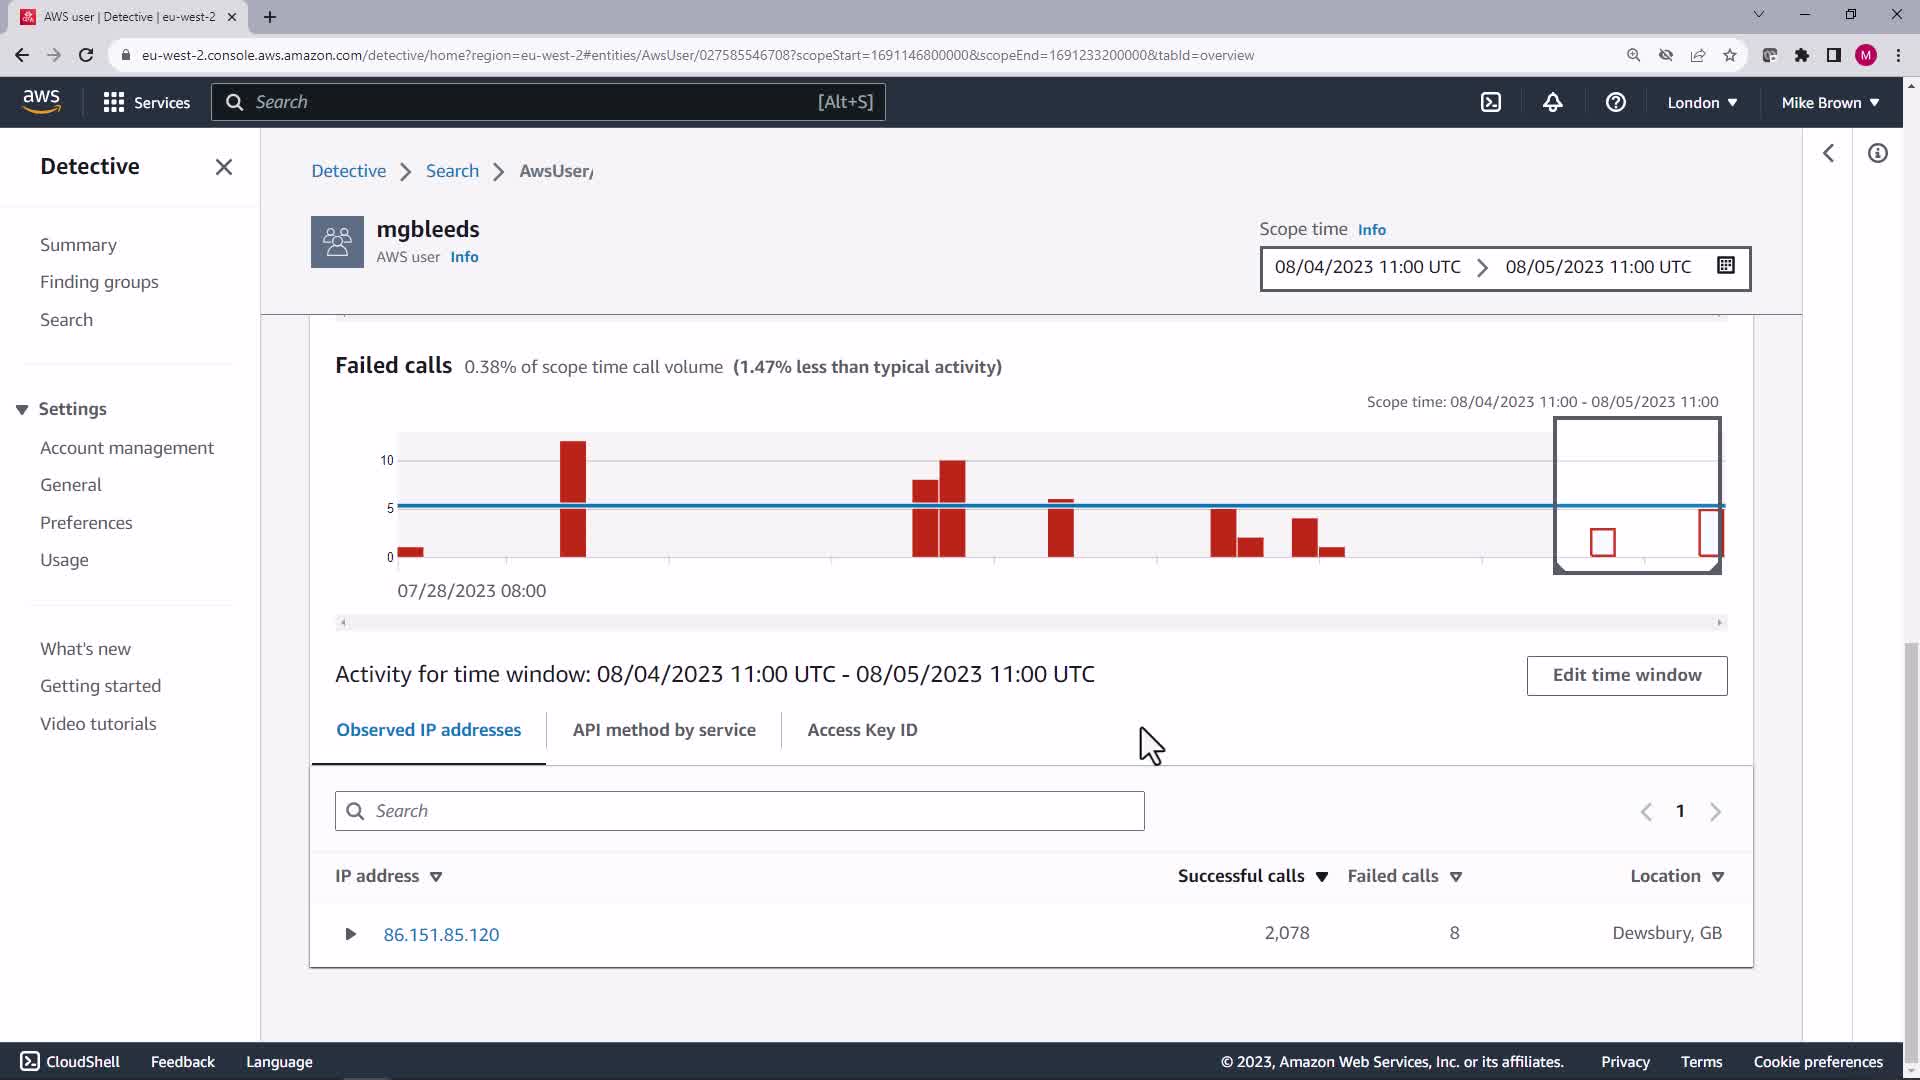 AWS user | Detective | eu-west-2
eu-west-2.console.aws.amazon.com/detective/home?region=eu-west-2#entities/AwsUser/027585546708?scopeStart=1691146800000&scopeEnd=1691233200000&tabId=overview
M
aws
Services
Search
[Alt+S]
London
Mike Brown
Detective
Summary
Finding groups
Search
Settings
Account management
General
Preferences
Usage
What's new
Getting started
Video tutorials
Detective > Search > AwsUser/
mgbleeds
AWS user Info
Scope time Info
08/04/2023 11:00 UTC > 08/05/2023 11:00 UTC
Failed calls 0.38% of scope time call volume (1.47% less than typical activity)
Scope time: 08/04/2023 11:00 - 08/05/2023 11:00
10
5
0
07/28/2023 08:00
Activity for time window: 08/04/2023 11:00 UTC - 08/05/2023 11:00 UTC
Edit time window
Observed IP addresses
API method by service
Access Key ID
Search
1
IP address Successful calls Failed calls Location
86.151.85.120 2,078 8 Dewsbury, GB
CloudShell Feedback Language
© 2023, Amazon Web Services, Inc. or its affiliates. Privacy Terms Cookie preferences